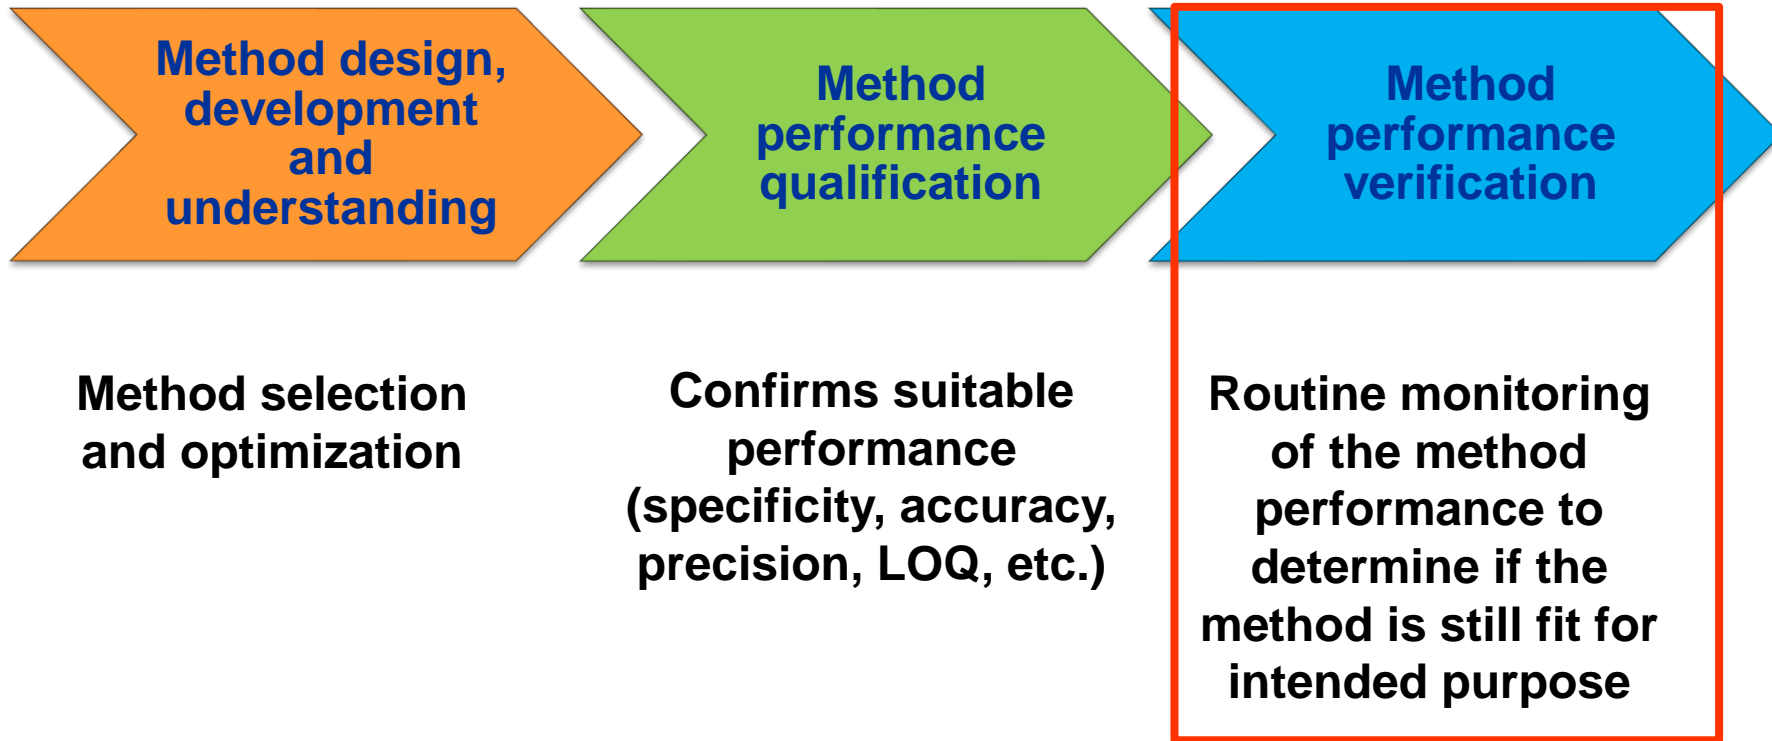 Method design,
development
and
understanding
Method
performance
qualification
Method
performance
verification
Method selection
and optimization
Confirms suitable
performance
(specificity, accuracy,
precision, LOQ, etc.)
Routine monitoring
of the method
performance to
determine if the
method is still fit for
intended purpose